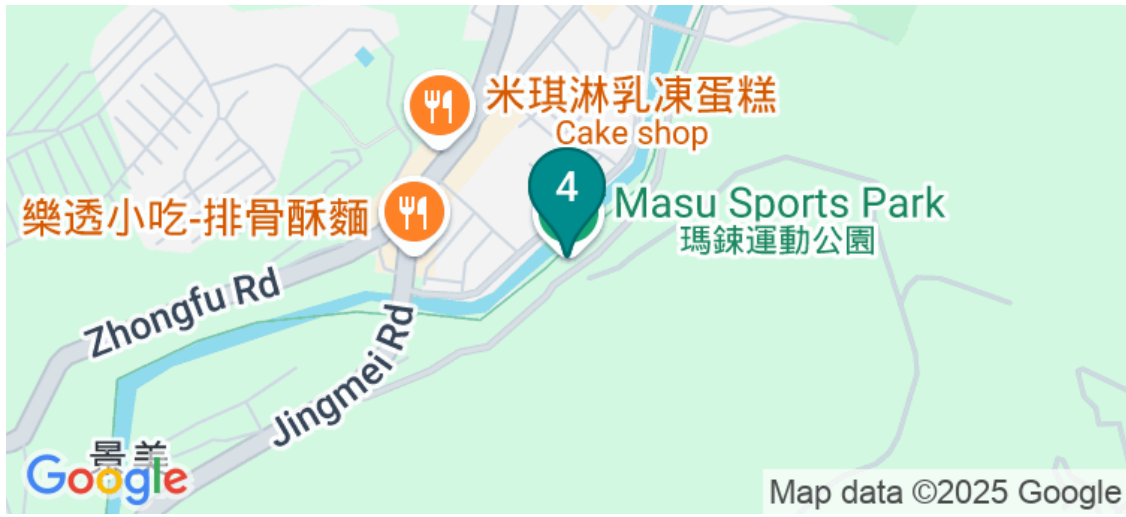 米琪淋乳凍蛋糕
Cake shop
4
Masu Sports Park
瑪鋉運動公園
樂透小吃-排骨酥麵
Zhongfu Rd
Jingmei Rd
景美
Google
Map data ©2025 Google